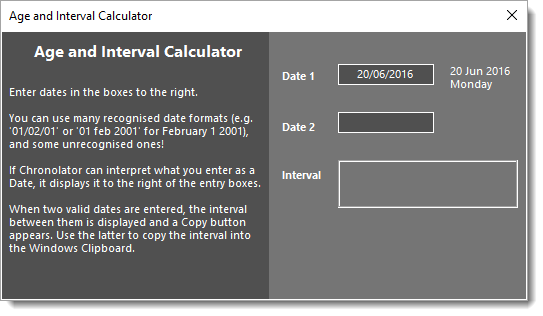 Age and Interval Calculator
Age and Interval Calculator
Enter dates in the boxes to the right.
You can use many recognised date formats (e.g.
'01/02/01' or '01 feb 2001' for February 1 2001),
and some unrecognised ones!
If Chronolator can interpret what you enter as a
Date, it displays it to the right of the entry boxes.
When two valid dates are entered, the interval
between them is displayed and a Copy button
appears. Use the latter to copy the interval into
the Windows Clipboard.
Date 1
20/06/2016
20 Jun 2016
Monday
Date 2
Interval